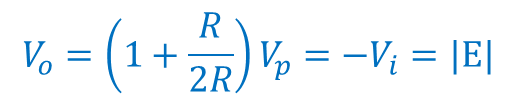 V_o = (1 + R/2R) V_p = −V_i = |E|